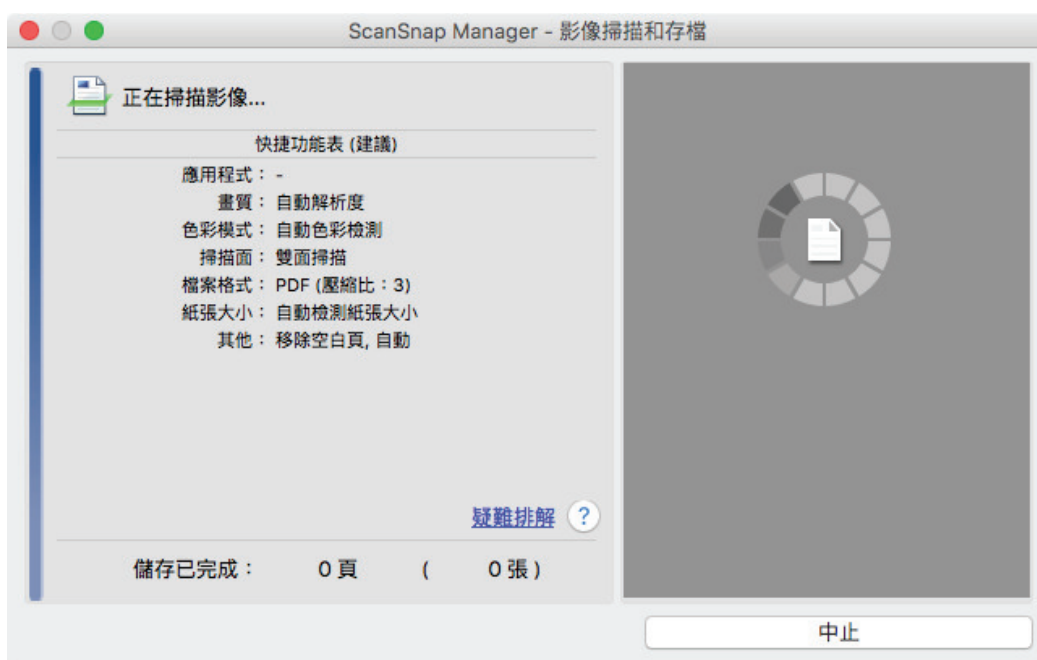 ScanSnap Manager - 影像掃描和存檔
正在掃描影像...
快捷功能表 (建議)
應用程式： -
畫質： 自動解析度
色彩模式： 自動色彩檢測
掃描面： 雙面掃描
檔案格式： PDF (壓縮比：3)
紙張大小： 自動檢測紙張大小
其他： 移除空白頁, 自動
疑難排解 ?
儲存已完成： 0 頁 ( 0 張 )
中止